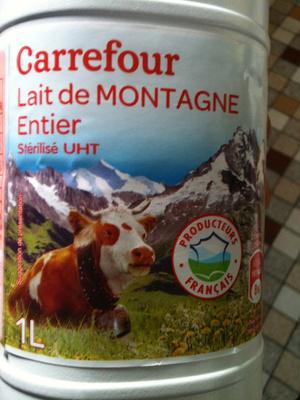 Carrefour
Lait de MONTAGNE
Entier
Stérilisé UHT
PRODUCTEURS
FRANÇAIS
1L